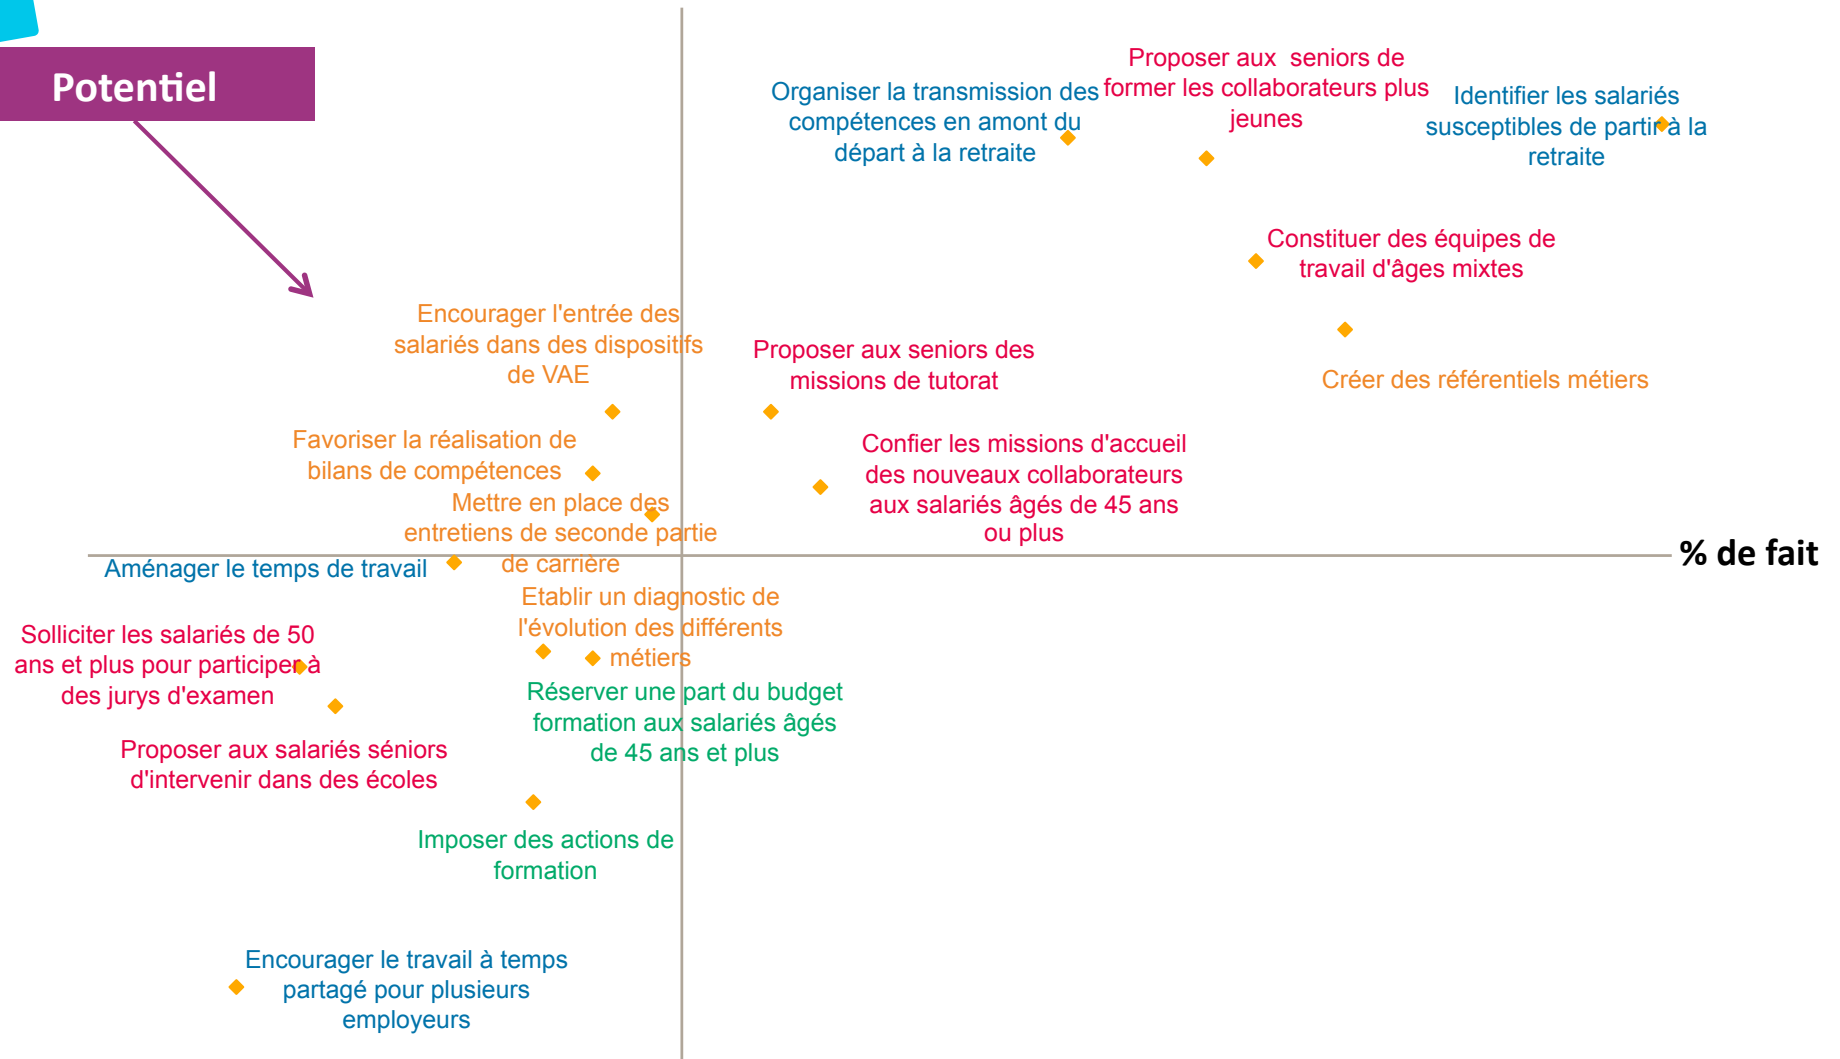 Potentiel
Organiser la transmission des
compétences en amont du
départ à la retraite
Proposer aux  seniors de
former les collaborateurs plus
jeunes
Identifier les salariés
susceptibles de partir à la
retraite
Constituer des équipes de
travail d'âges mixtes
Créer des référentiels métiers
Encourager l'entrée des
salariés dans des dispositifs
de VAE
Proposer aux seniors des
missions de tutorat
Favoriser la réalisation de
bilans de compétences
Confier les missions d'accueil
des nouveaux collaborateurs
aux salariés âgés de 45 ans
ou plus
Mettre en place des
entretiens de seconde partie
de carrière
% de fait
Aménager le temps de travail
Etablir un diagnostic de
l'évolution des différents
métiers
Solliciter les salariés de 50
ans et plus pour participer à
des jurys d'examen
Réserver une part du budget
formation aux salariés âgés
de 45 ans et plus
Proposer aux salariés séniors
d'intervenir dans des écoles
Imposer des actions de
formation
Encourager le travail à temps
partagé pour plusieurs
employeurs